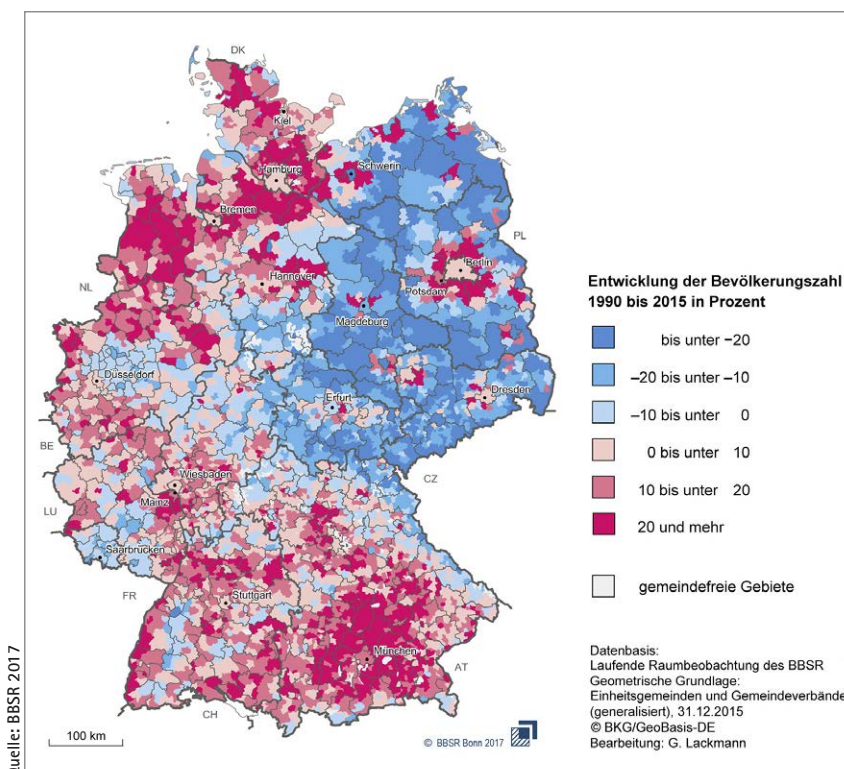 DK
Kiel
Schwerin
Hamburg
Bremen
PL
Berlin
NL
Hannover
Potsdam
Magdeburg
Düsseldorf
Erfurt
Dresden
BE
Wiesbaden
CZ
LU
Mainz
Saarbrücken
FR
Stuttgart
München
AT
CH
100 km
© BBSR Bonn 2017
Quelle: BBSR 2017
Entwicklung der Bevölkerungszahl
1990 bis 2015 in Prozent
bis unter −20
−20 bis unter −10
−10 bis unter 0
0 bis unter 10
10 bis unter 20
20 und mehr
gemeindefreie Gebiete
Datenbasis:
Laufende Raumbeobachtung des BBSR
Geometrische Grundlage:
Einheitsgemeinden und Gemeindeverbände
(generalisiert), 31.12.2015
© BKG/GeoBasis-DE
Bearbeitung: G. Lackmann